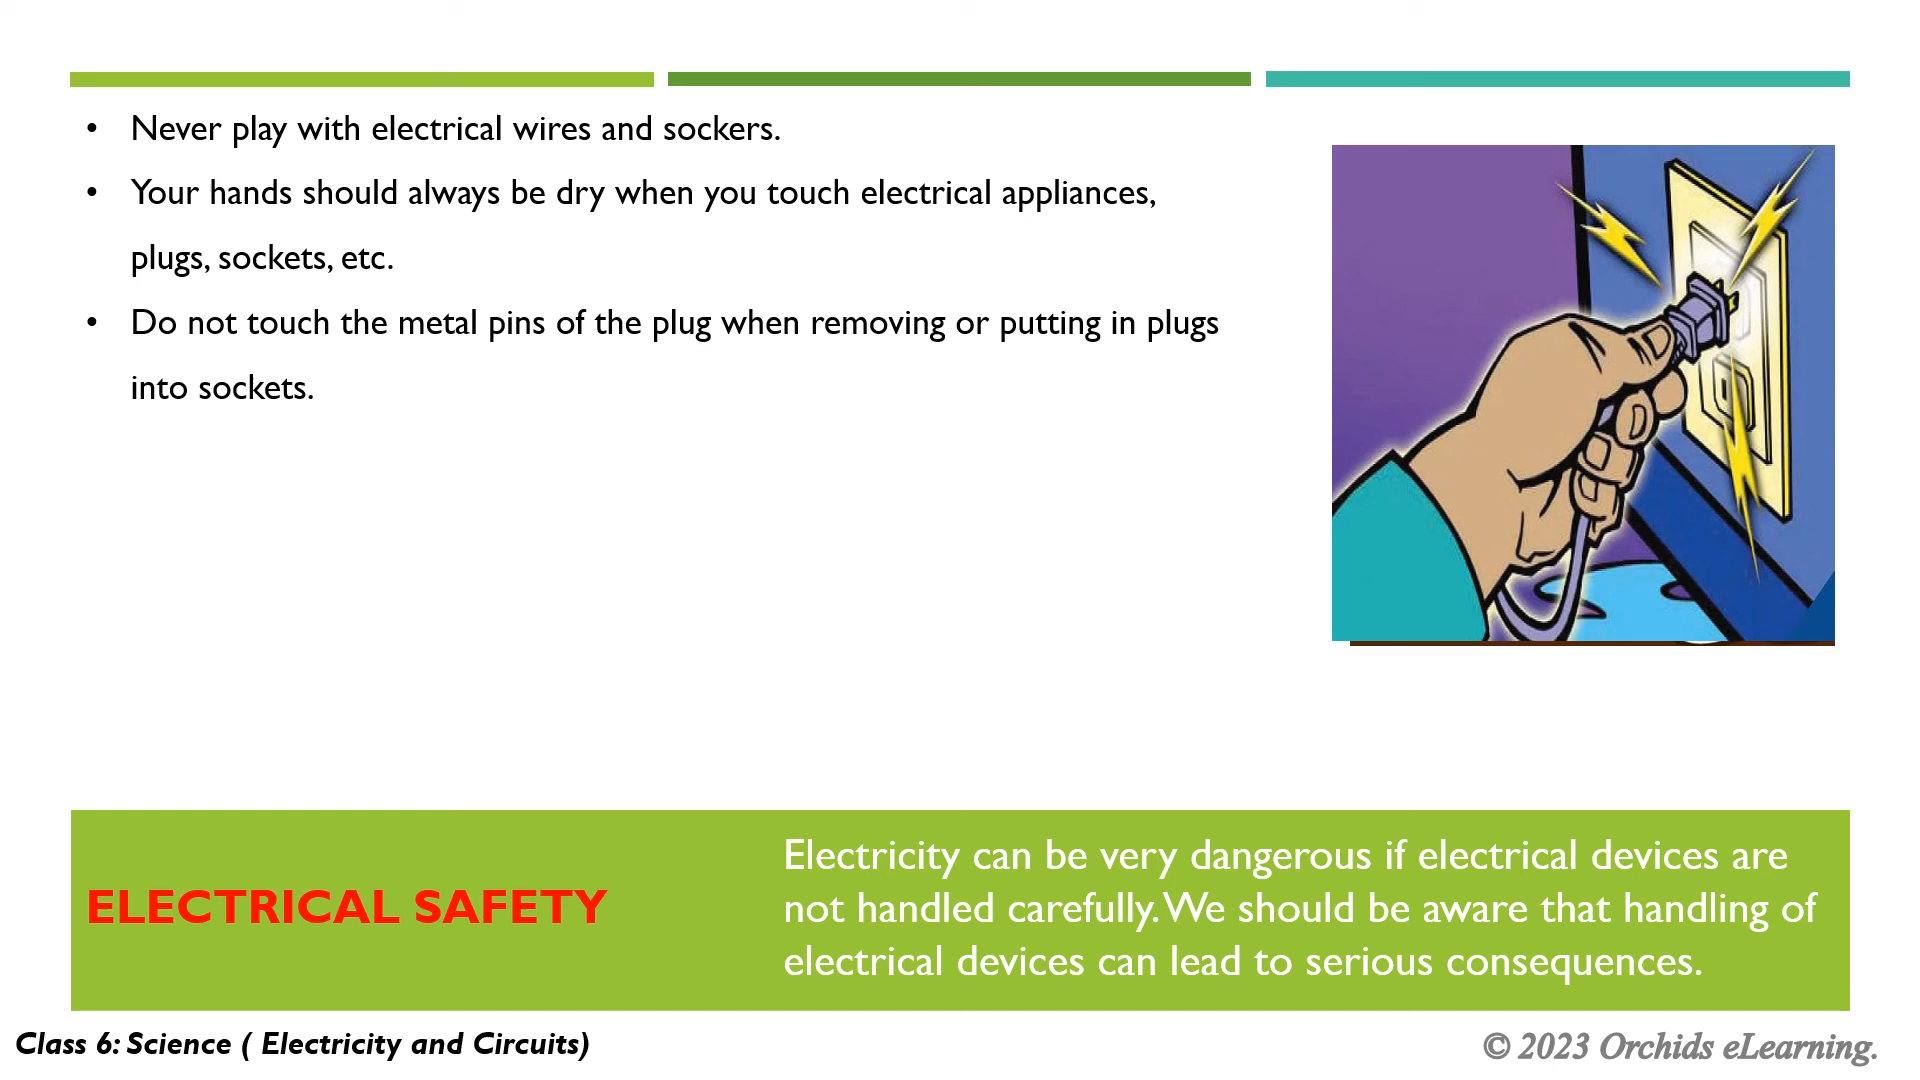 • Never play with electrical wires and sockers.
• Your hands should always be dry when you touch electrical appliances,
plugs, sockets, etc.
• Do not touch the metal pins of the plug when removing or putting in plugs
into sockets.
ELECTRICAL SAFETY
Electricity can be very dangerous if electrical devices are
not handled carefully. We should be aware that handling of
electrical devices can lead to serious consequences.
Class 6: Science ( Electricity and Circuits)
© 2023 Orchids eLearning.